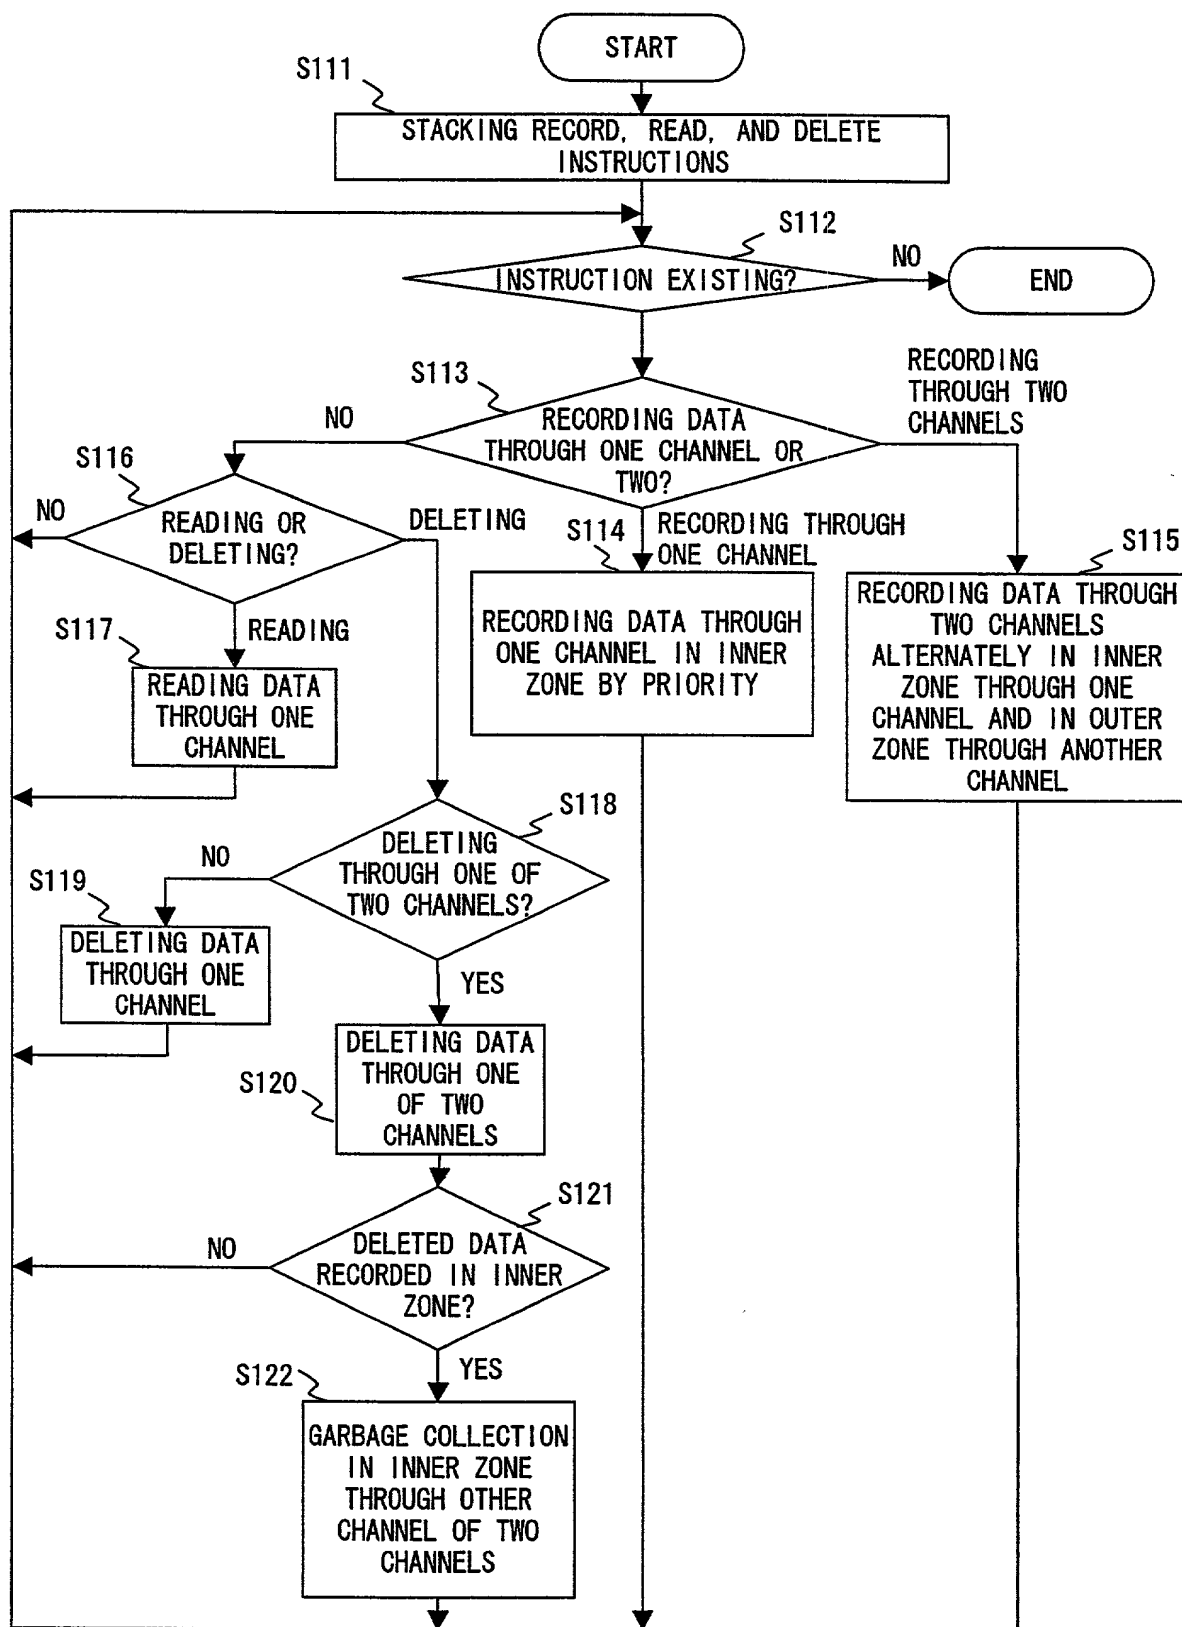 START
S111
STACKING RECORD, READ, AND DELETE
INSTRUCTIONS
S112
INSTRUCTION EXISTING?
NO
END
S113
RECORDING DATA
THROUGH ONE CHANNEL OR
TWO?
NO
RECORDING
THROUGH TWO
CHANNELS
S116
READING OR
DELETING?
NO
DELETING
READING
S114
RECORDING THROUGH
ONE CHANNEL
RECORDING DATA THROUGH
ONE CHANNEL IN INNER
ZONE BY PRIORITY
S115
RECORDING DATA THROUGH
TWO CHANNELS
ALTERNATELY IN INNER
ZONE THROUGH ONE
CHANNEL AND IN OUTER
ZONE THROUGH ANOTHER
CHANNEL
S117
READING DATA
THROUGH ONE
CHANNEL
S118
DELETING
THROUGH ONE OF
TWO CHANNELS?
NO
YES
S119
DELETING DATA
THROUGH ONE
CHANNEL
S120
DELETING DATA
THROUGH ONE
OF TWO
CHANNELS
S121
DELETED DATA
RECORDED IN INNER
ZONE?
NO
YES
S122
GARBAGE COLLECTION
IN INNER ZONE
THROUGH OTHER
CHANNEL OF TWO
CHANNELS